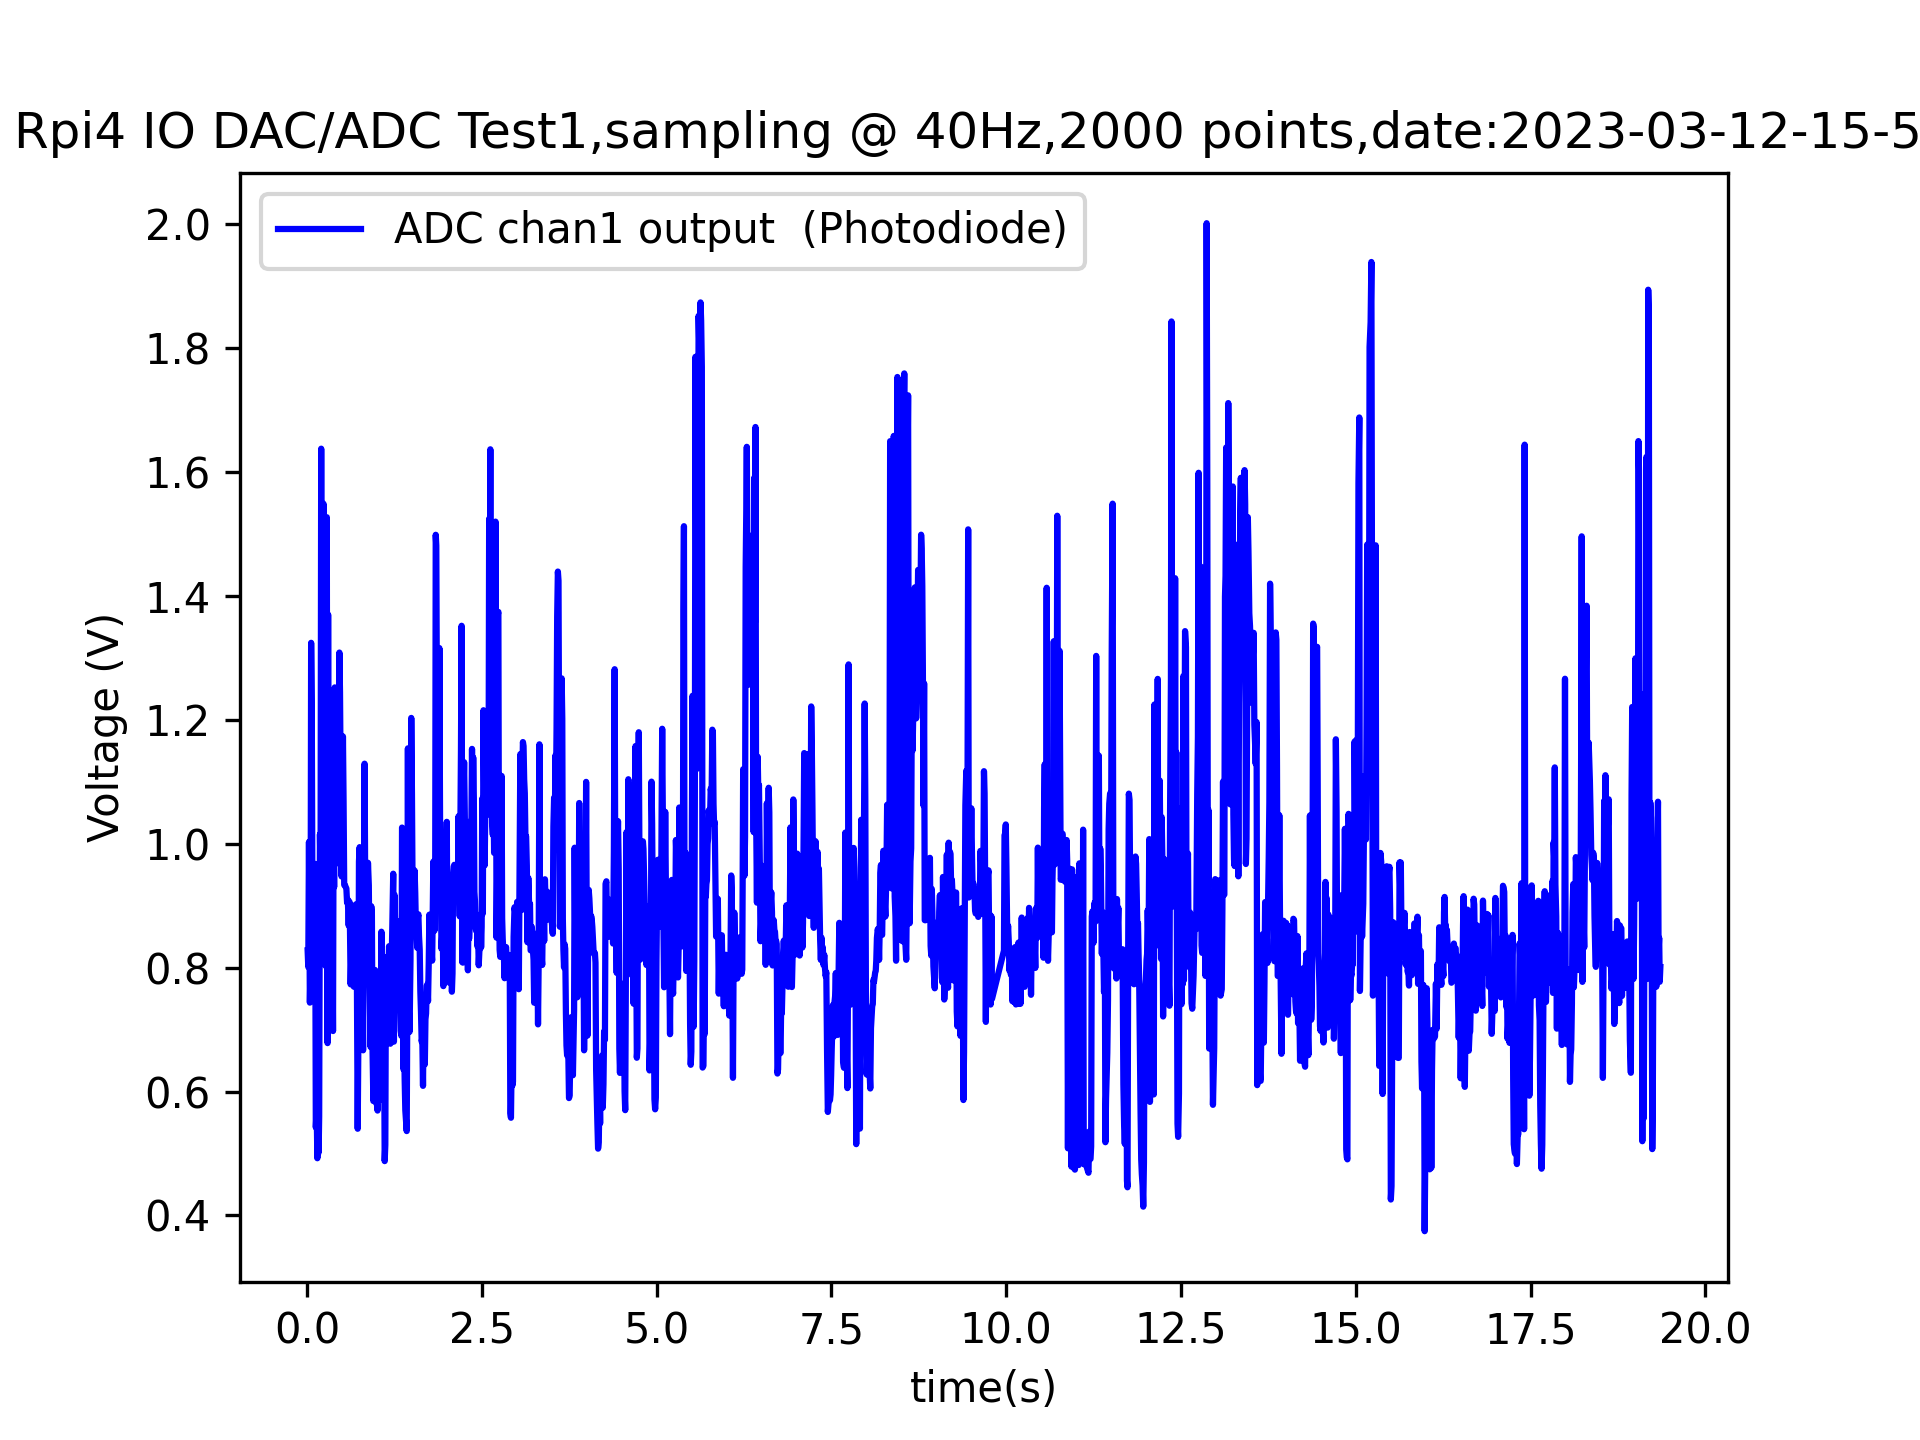 Rpi4 IO DAC/ADC Test1,sampling @ 40Hz,2000 points,date:2023-03-12-15-5
ADC chan1 output  (Photodiode)
2.0
1.8
1.6
1.4
1.2
1.0
0.8
0.6
0.4
Voltage (V)
0.0 2.5 5.0 7.5 10.0 12.5 15.0 17.5 20.0
time(s)